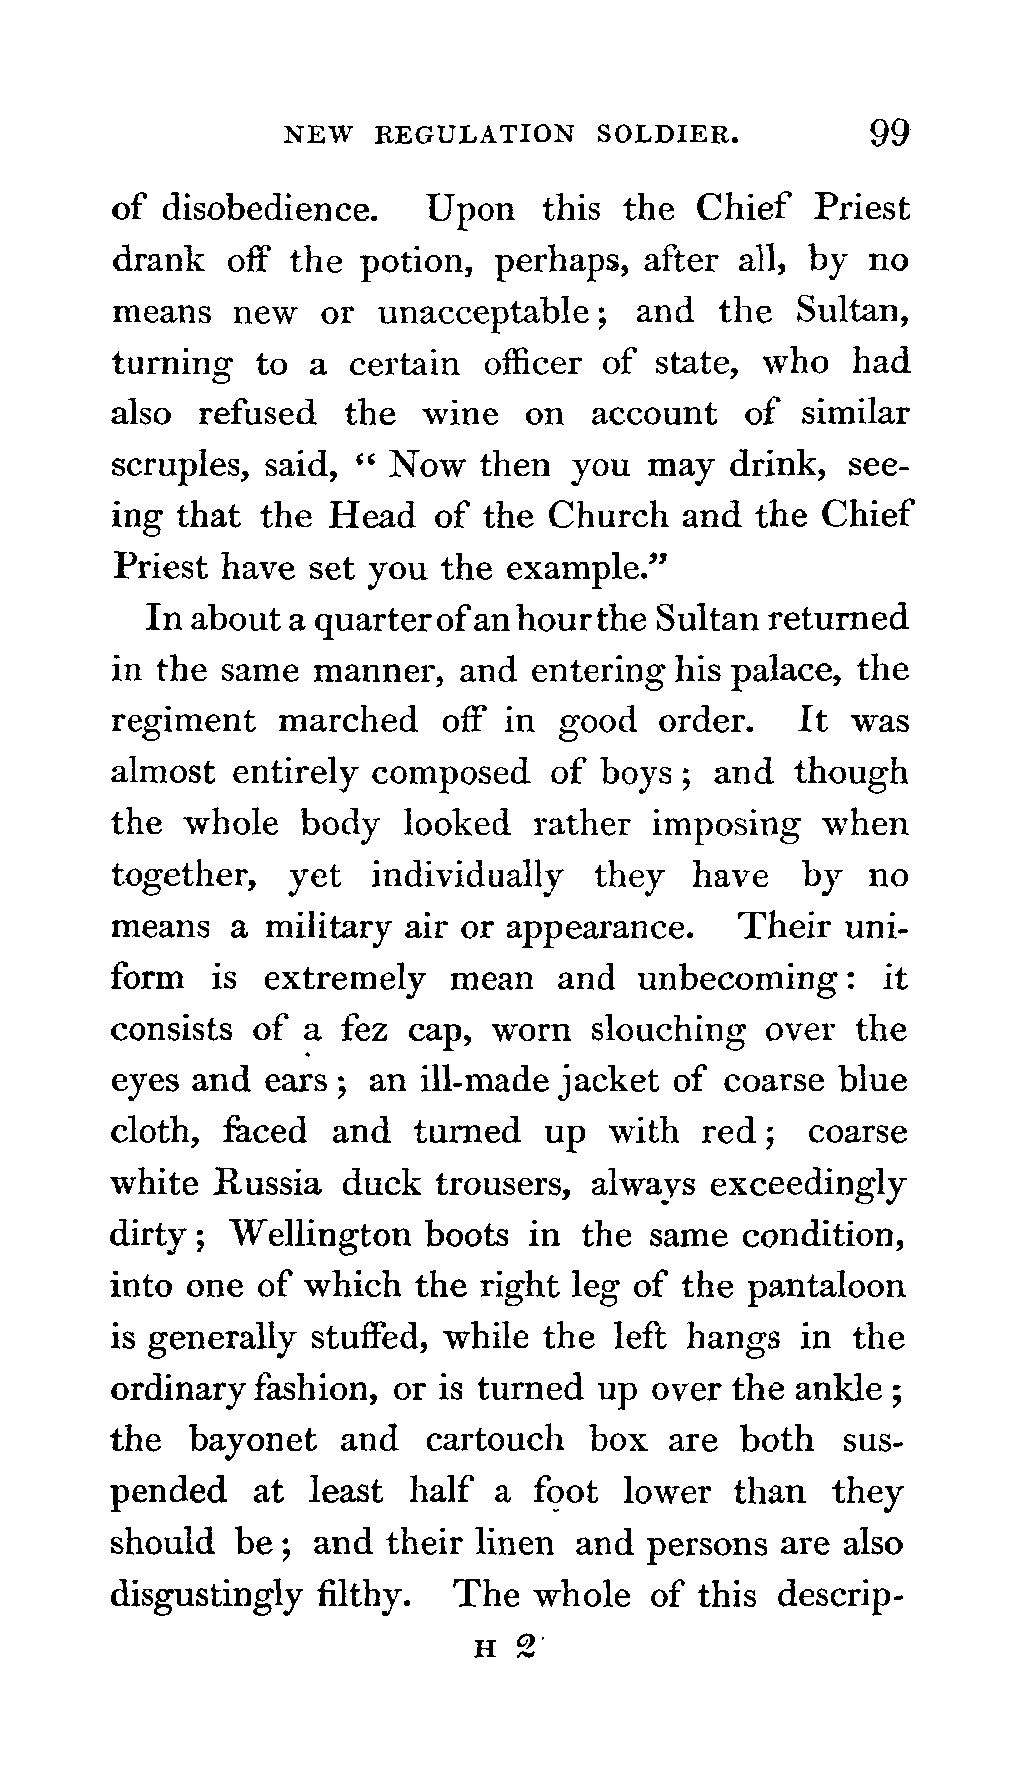 NEW REGULATION SOLDIER. 99
of disobedience. Upon this the Chief Priest
drank off the potion, perhaps, after all, by no
means new or unacceptable; and the Sultan,
turning to a certain officer of state, who had
also refused the wine on account of similar
scruples, said, “ Now then you may drink, see-
ing that the Head of the Church and the Chief
Priest have set you the example.”
In about a quarter of an hour the Sultan returned
in the same manner, and entering his palace, the
regiment marched off in good order. It was
almost entirely composed of boys; and though
the whole body looked rather imposing when
together, yet individually they have by no
means a military air or appearance. Their uni-
form is extremely mean and unbecoming: it
consists of a fez cap, worn slouching over the
eyes and ears; an ill-made jacket of coarse blue
cloth, faced and turned up with red; coarse
white Russia duck trousers, always exceedingly
dirty; Wellington boots in the same condition,
into one of which the right leg of the pantaloon
is generally stuffed, while the left hangs in the
ordinary fashion, or is turned up over the ankle;
the bayonet and cartouch box are both sus-
pended at least half a foot lower than they
should be; and their linen and persons are also
disgustingly filthy. The whole of this descrip-
H 2